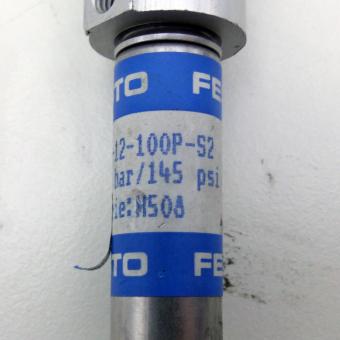 TO FE
-12-100P-S2
bar/145 psi
ie:M508
TO FE